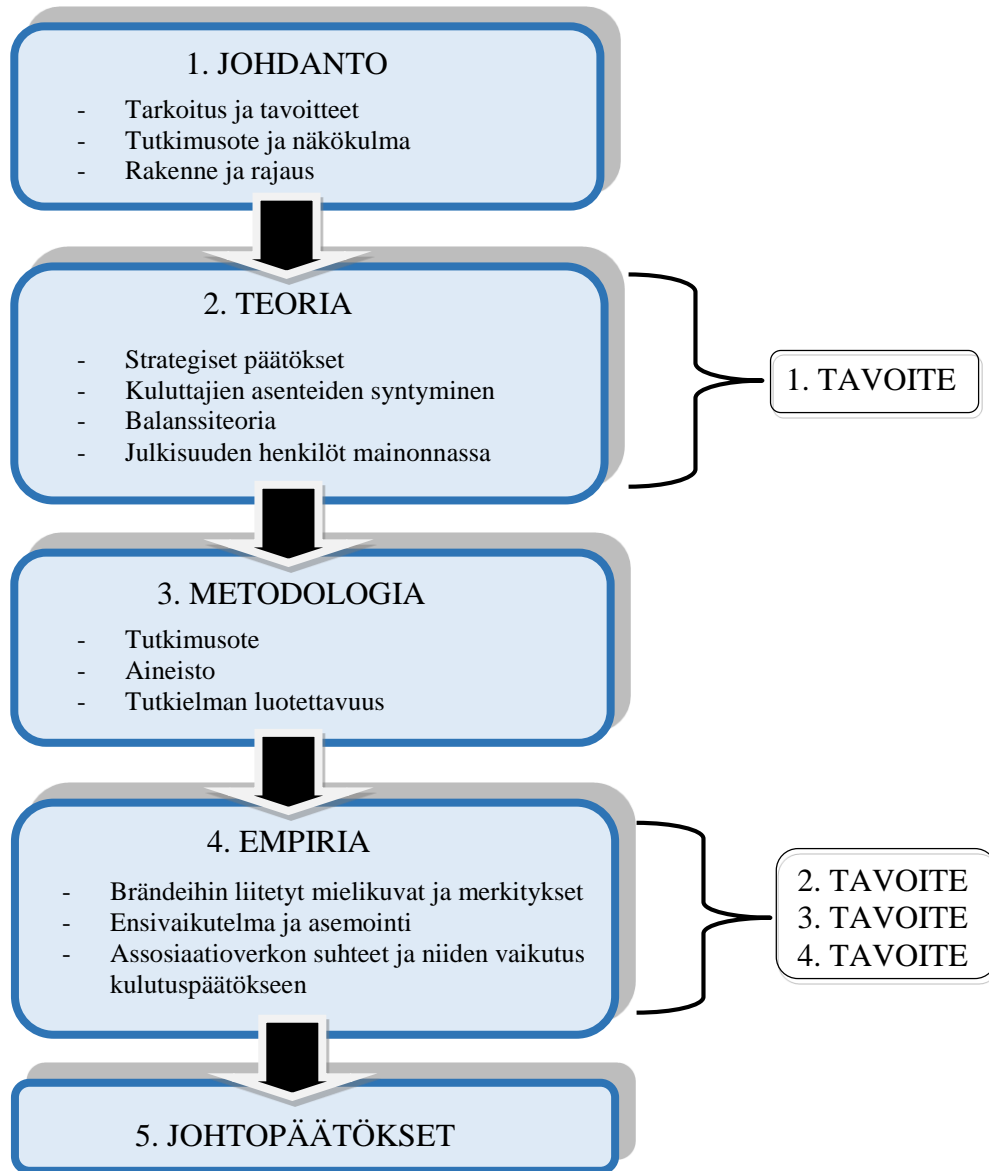 1. JOHDANTO
- Tarkoitus ja tavoitteet
- Tutkimusote ja näkökulma
- Rakenne ja rajaus
2. TEORIA
- Strategiset päätökset
- Kuluttajien asenteiden syntyminen
- Balanssiteoria
- Julkisuuden henkilöt mainonnassa
1. TAVOITE
3. METODOLOGIA
- Tutkimusote
- Aineisto
- Tutkielman luotettavuus
4. EMPIRIA
- Brändeihin liitetyt mielikuvat ja merkitykset
- Ensivaikutelma ja asemointi
- Assosiaatioverkon suhteet ja niiden vaikutus
kulutuspäätökseen
2. TAVOITE
3. TAVOITE
4. TAVOITE
5. JOHTOPÄÄTÖKSET